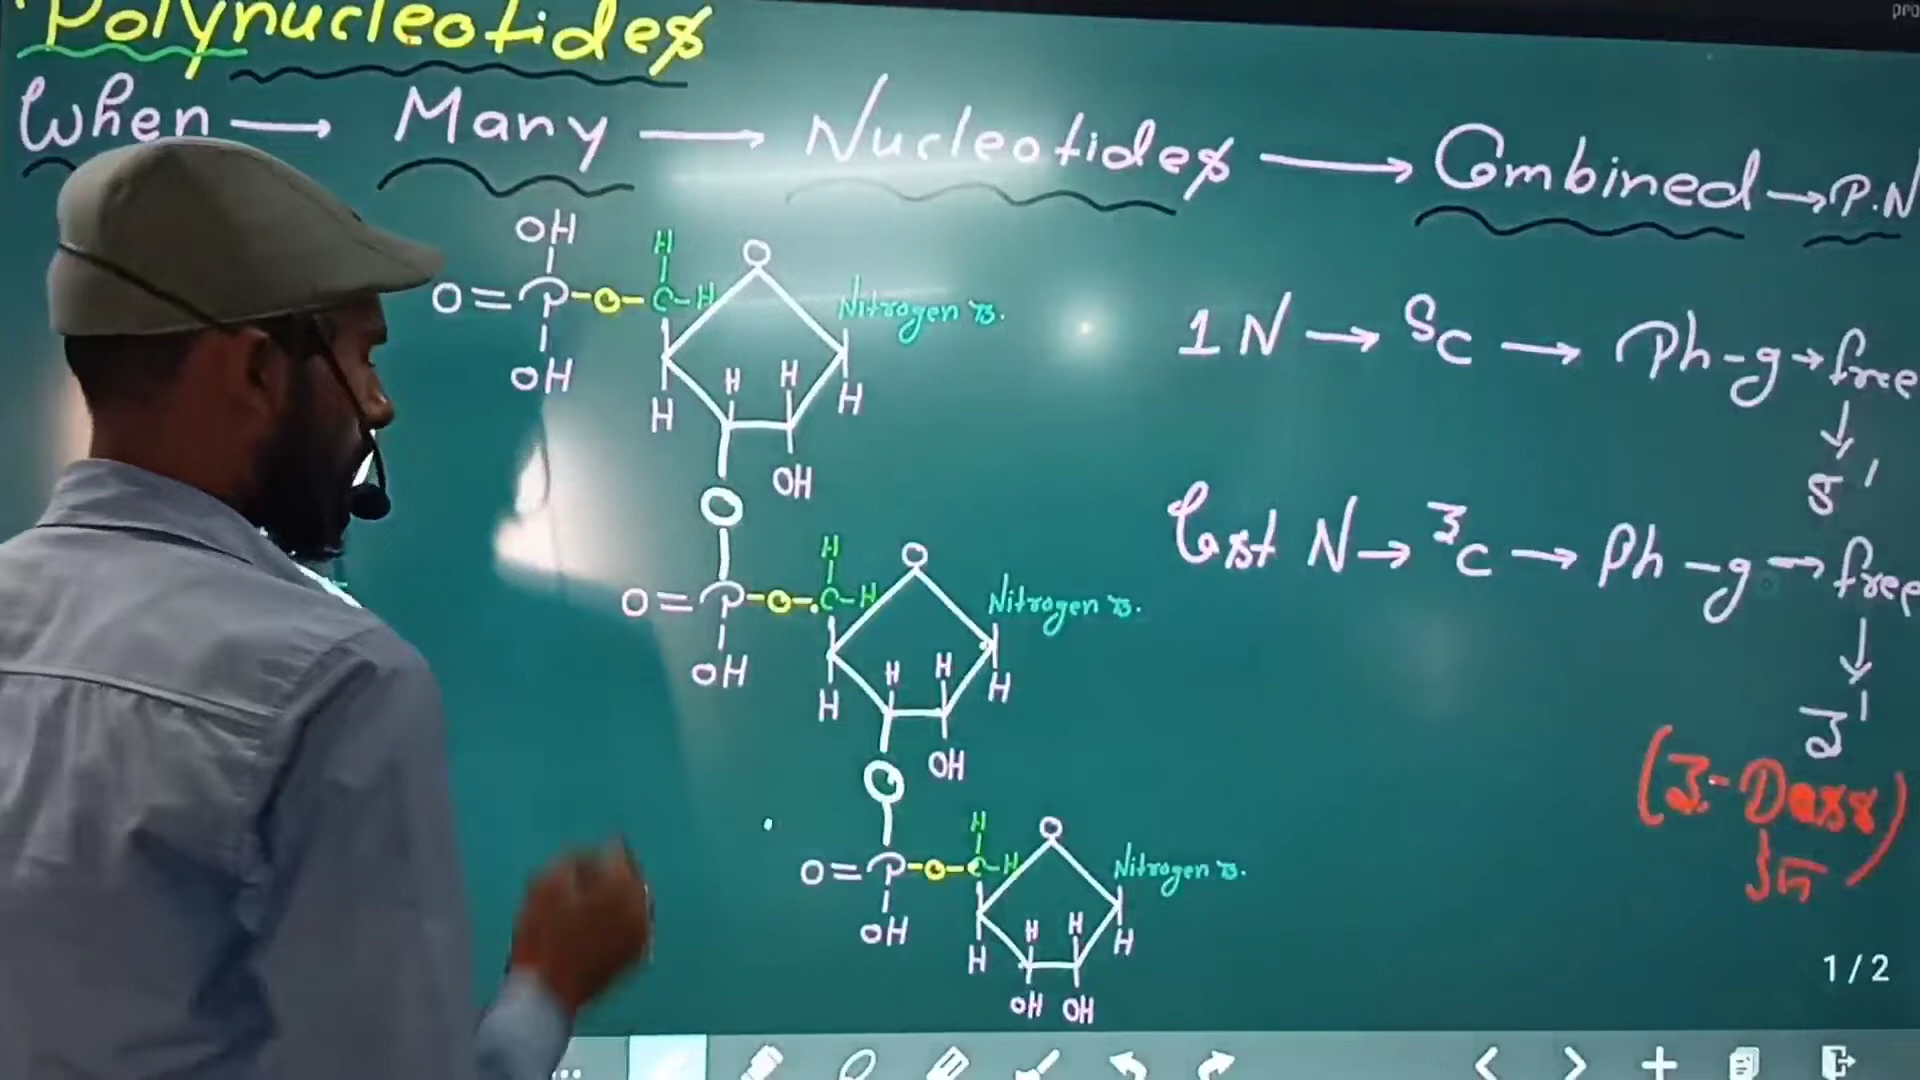 Polynucleotides
When → Many → Nucleotides → Combined → P.N
OH
O=P-O-C-H
H
O
Nitrogen B.
OH
H
H
H
H
OH
O
H
O
O=P-O-C-H
Nitrogen B.
OH
H
H
H
H
OH
O
H
O
O=P-O-C-H
Nitrogen B.
OH
H
H
H
H
OH OH
1 N → 5C → Ph-g → free
↓
5'
Last N → 3C → Ph-g → free
↓
3'
1/2